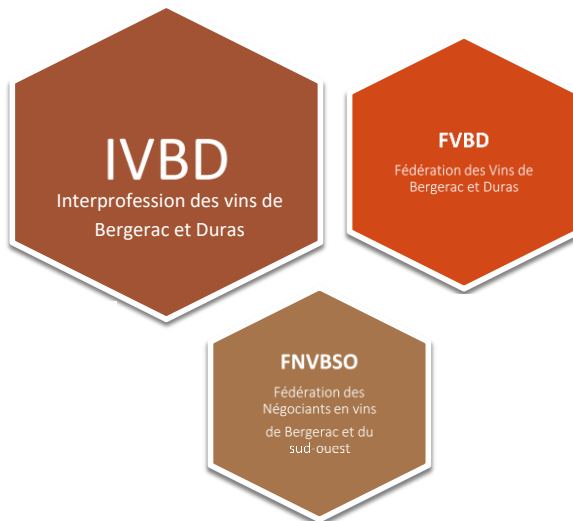 IVBD
Interprofession des vins de
Bergerac et Duras
FVBD
Fédération des Vins de
Bergerac et Duras
FNVBSO
Fédération des
Négociants en vins
de Bergerac et du
sud-ouest